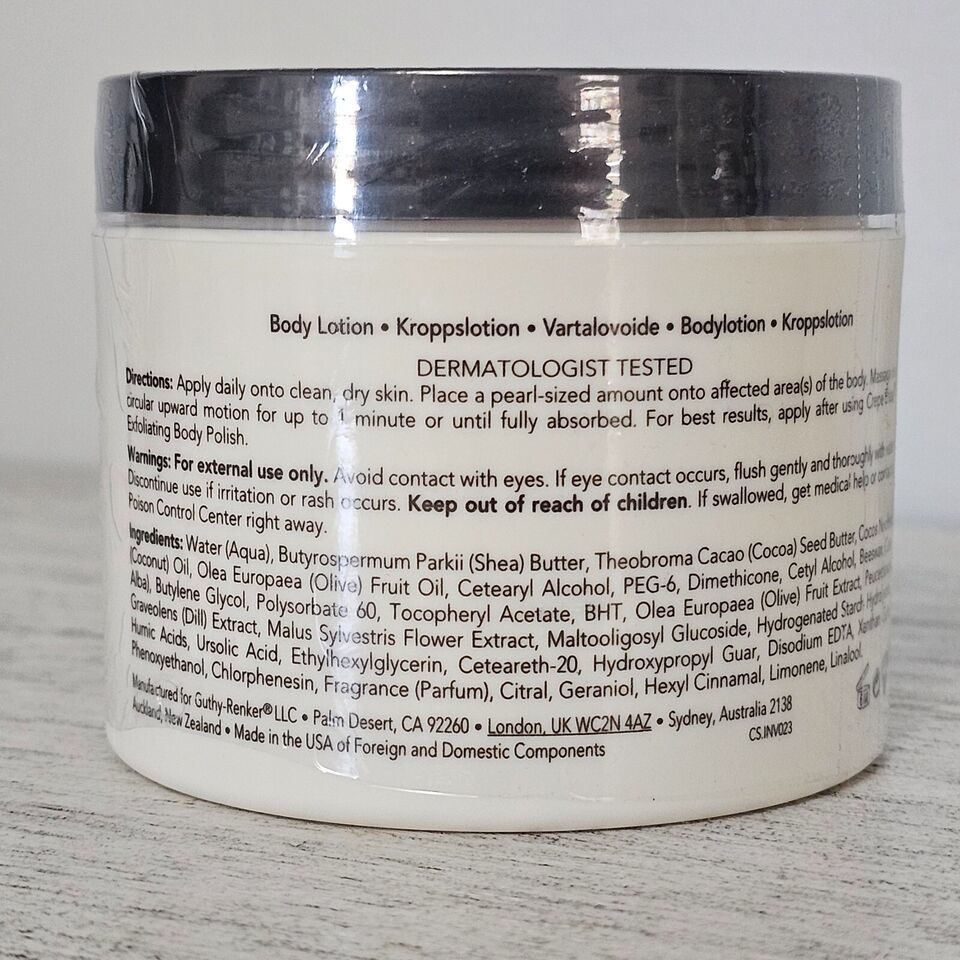 Body Lotion • Kroppslotion • Vartalovoide • Bodylotion • Kroppslotion
DERMATOLOGIST TESTED
Directions: Apply daily onto clean, dry skin. Place a pearl-sized amount onto affected area(s) of the body. Massage
circular upward motion for up to 1 minute or until fully absorbed. For best results, apply after using Crepe
Exfoliating Body Polish.
Warnings: For external use only. Avoid contact with eyes. If eye contact occurs, flush gently and thoroughly with
Discontinue use if irritation or rash occurs. Keep out of reach of children. If swallowed, get medical help or
Poison Control Center right away.
Ingredients: Water (Aqua), Butyrospermum Parkii (Shea) Butter, Theobroma Cacao (Cocoa) Seed Butter, Cocos
(Coconut) Oil, Olea Europaea (Olive) Fruit Oil, Cetearyl Alcohol, PEG-6, Dimethicone, Cetyl Alcohol, Beeswax
Alba), Butylene Glycol, Polysorbate 60, Tocopheryl Acetate, BHT, Olea Europaea (Olive) Fruit Extract,
Graveolens (Dill) Extract, Malus Sylvestris Flower Extract, Maltooligosyl Glucoside, Hydrogenated Starch
Humic Acids, Ursolic Acid, Ethylhexylglycerin, Ceteareth-20, Hydroxypropyl Guar, Disodium EDTA, Xanthan
Phenoxyethanol, Chlorphenesin, Fragrance (Parfum), Citral, Geraniol, Hexyl Cinnamal, Limonene, Linalool.
Manufactured for Guthy-Renker® LLC • Palm Desert, CA 92260 • London, UK WC2N 4AZ • Sydney, Australia 2138
Auckland, New Zealand • Made in the USA of Foreign and Domestic Components
CS.INV023